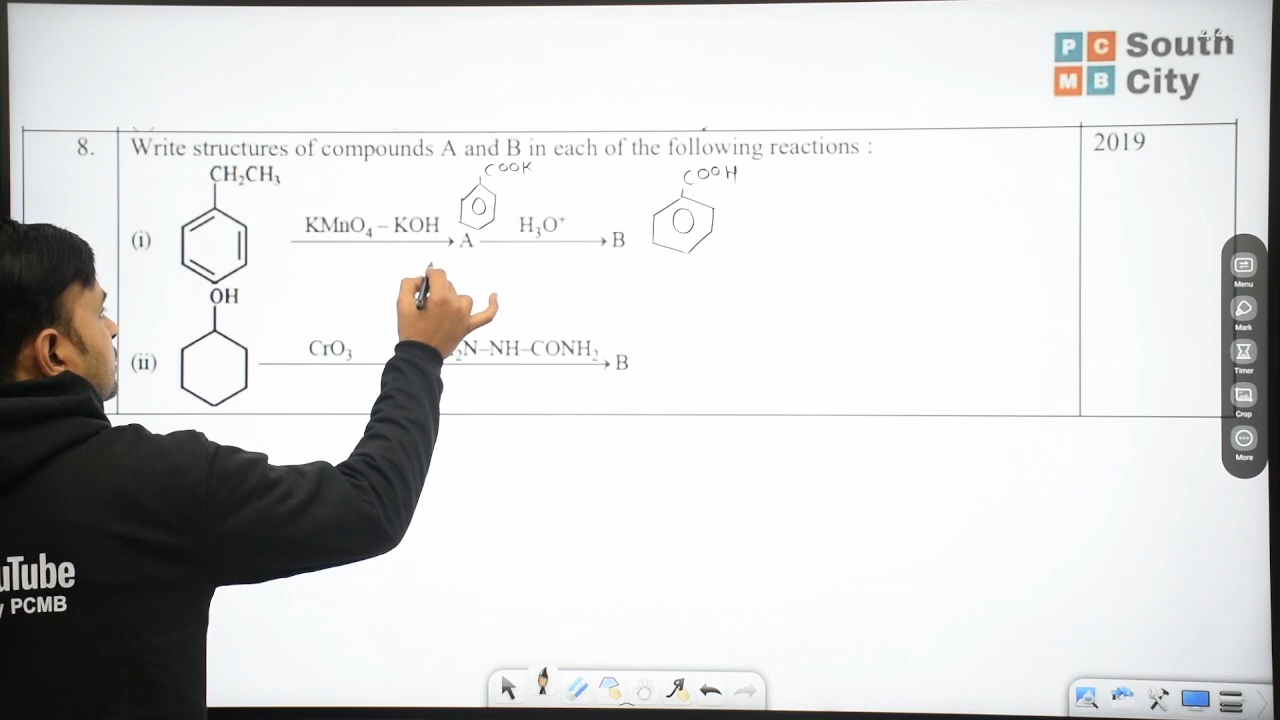 P C South
M B City
8. Write structures of compounds A and B in each of the following reactions : 2019
CH₂CH₃
COOK
COOH
(i) KMnO₄ – KOH A H₃O⁺ B
OH
(ii) CrO₃ ₂N–NH–CONH₂ B
Menu
Mark
Timer
Crop
More
uTube
y PCMB